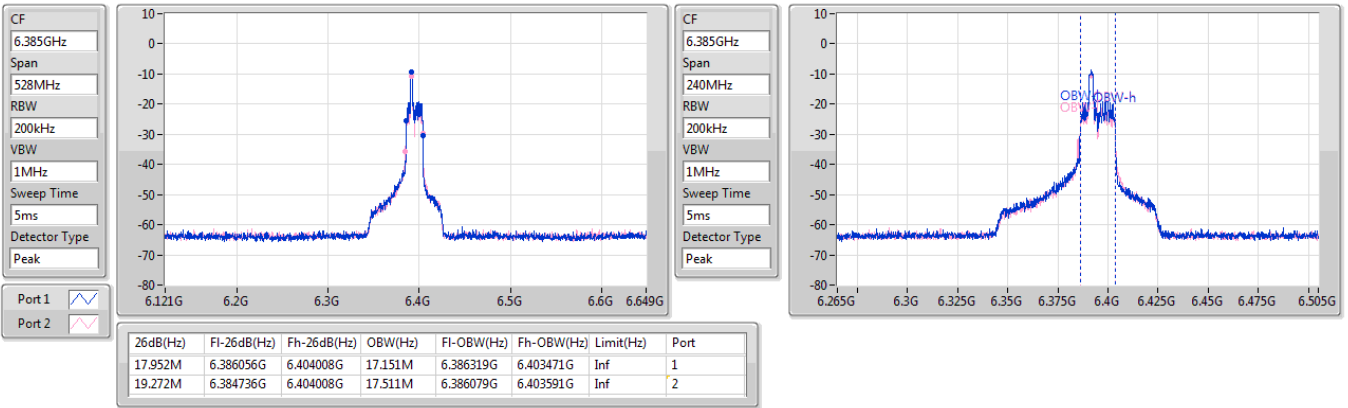 CF
6.385GHz
Span
528MHz
RBW
200kHz
VBW
1MHz
Sweep Time
5ms
Detector Type
Peak
Port 1
Port 2
10
0
-10
-20
-30
-40
-50
-60
-70
-80
6.121G 6.2G 6.3G 6.4G 6.5G 6.6G 6.649G
CF
6.385GHz
Span
240MHz
RBW
200kHz
VBW
1MHz
Sweep Time
5ms
Detector Type
Peak
10
0
-10
-20
-30
-40
-50
-60
-70
-80
OBW OBW-h
OB
6.265G 6.3G 6.325G 6.35G 6.375G 6.4G 6.425G 6.45G 6.475G 6.505G
26dB(Hz) Fl-26dB(Hz) Fh-26dB(Hz) OBW(Hz) Fl-OBW(Hz) Fh-OBW(Hz) Limit(Hz) Port
17.952M 6.386056G 6.404008G 17.151M 6.386319G 6.403471G Inf 1
19.272M 6.384736G 6.404008G 17.511M 6.386079G 6.403591G Inf 2